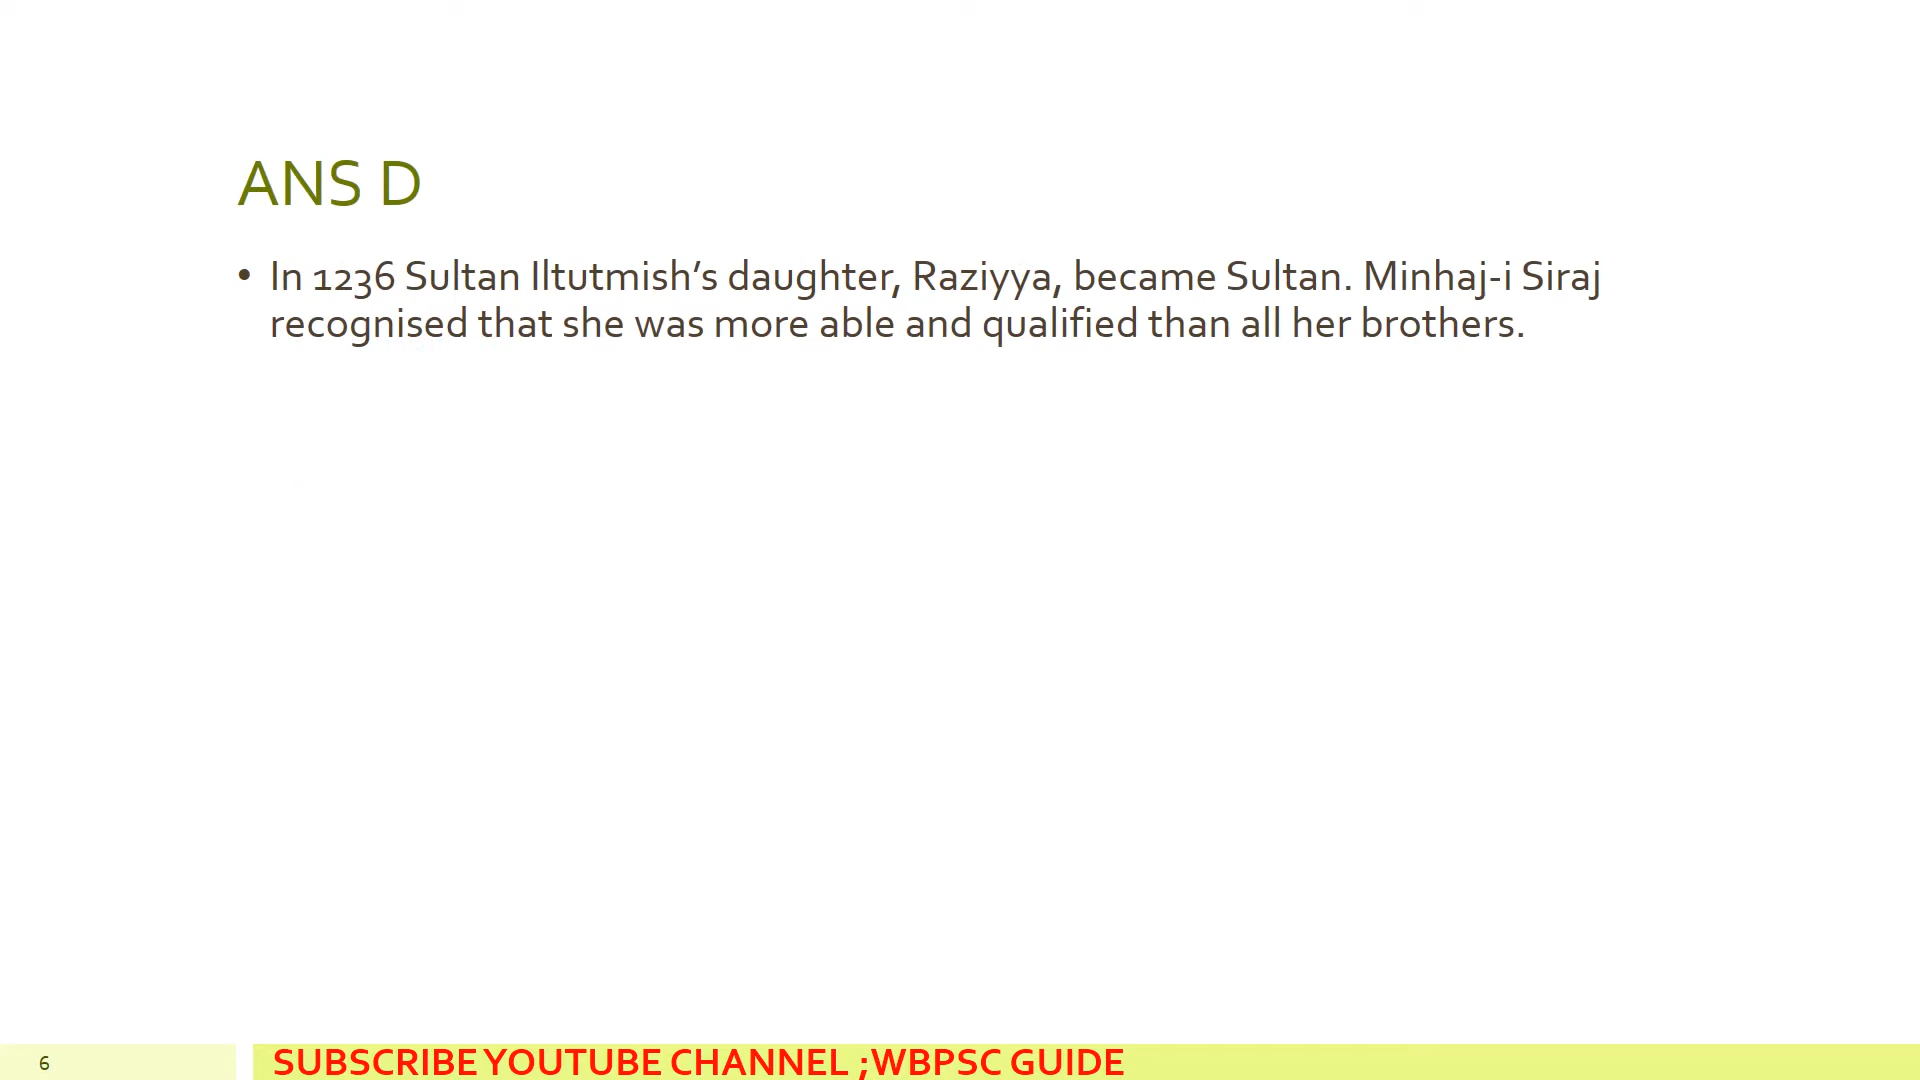 ANS D
• In 1236 Sultan Iltutmish’s daughter, Raziyya, became Sultan. Minhaj-i Siraj
recognised that she was more able and qualified than all her brothers.
6
SUBSCRIBE YOUTUBE CHANNEL ;WBPSC GUIDE